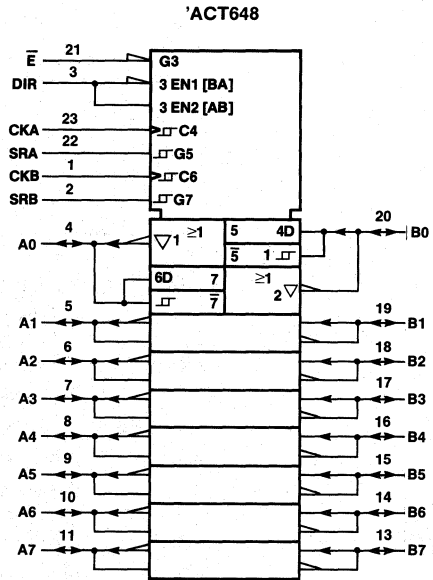 'ACT648
E̅ 21 G3
DIR 3 3 EN1 [BA]
3 EN2 [AB]
CKA 23 C4
SRA 22 G5
CKB 1 C6
SRB 2 G7
A0 4 ▽ 1 ≥1 5 4D 20 B0
5̅ 1
6D 7 ≥1
7̅ 2 ▽
A1 5 19 B1
A2 6 18 B2
A3 7 17 B3
A4 8 16 B4
A5 9 15 B5
A6 10 14 B6
A7 11 13 B7